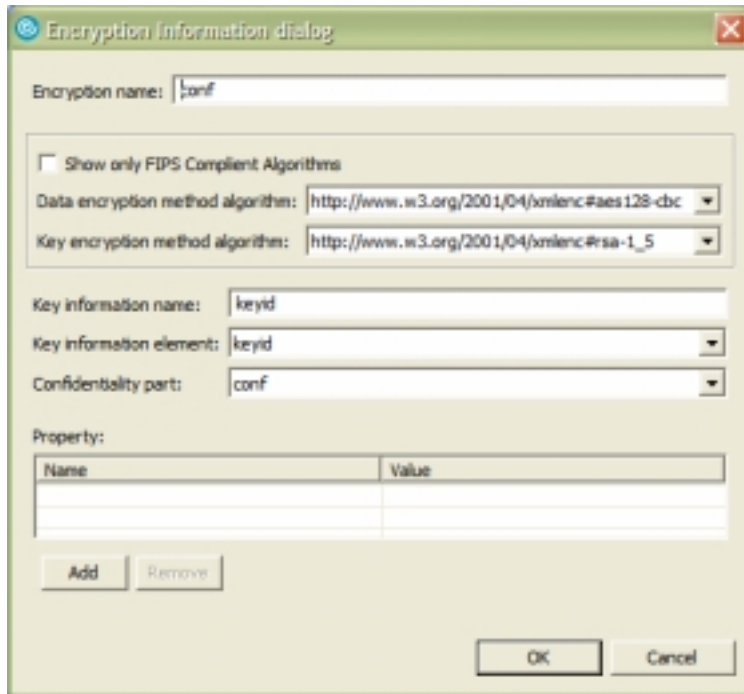 Encryption Information dialog
Encryption name: conf
Show only FIPS Complient Algorithms
Data encryption method algorithm: http://www.w3.org/2001/04/xmlenc#aes128-cbc
Key encryption method algorithm: http://www.w3.org/2001/04/xmlenc#rsa-1_5
Key information name: keyid
Key information element: keyid
Confidentiality part: conf
Property:
Name Value
Add Remove
OK Cancel